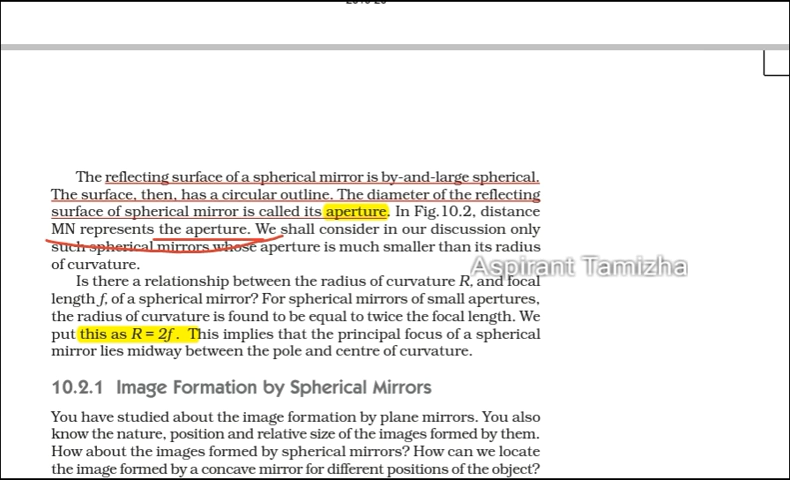 The reflecting surface of a spherical mirror is by-and-large spherical.
The surface, then, has a circular outline. The diameter of the reflecting
surface of spherical mirror is called its aperture. In Fig.10.2, distance
MN represents the aperture. We shall consider in our discussion only
such spherical mirrors whose aperture is much smaller than its radius
of curvature.
Aspirant Tamizha
Is there a relationship between the radius of curvature R, and focal
length f, of a spherical mirror? For spherical mirrors of small apertures,
the radius of curvature is found to be equal to twice the focal length. We
put this as R = 2f . This implies that the principal focus of a spherical
mirror lies midway between the pole and centre of curvature.
10.2.1 Image Formation by Spherical Mirrors
You have studied about the image formation by plane mirrors. You also
know the nature, position and relative size of the images formed by them.
How about the images formed by spherical mirrors? How can we locate
the image formed by a concave mirror for different positions of the object?